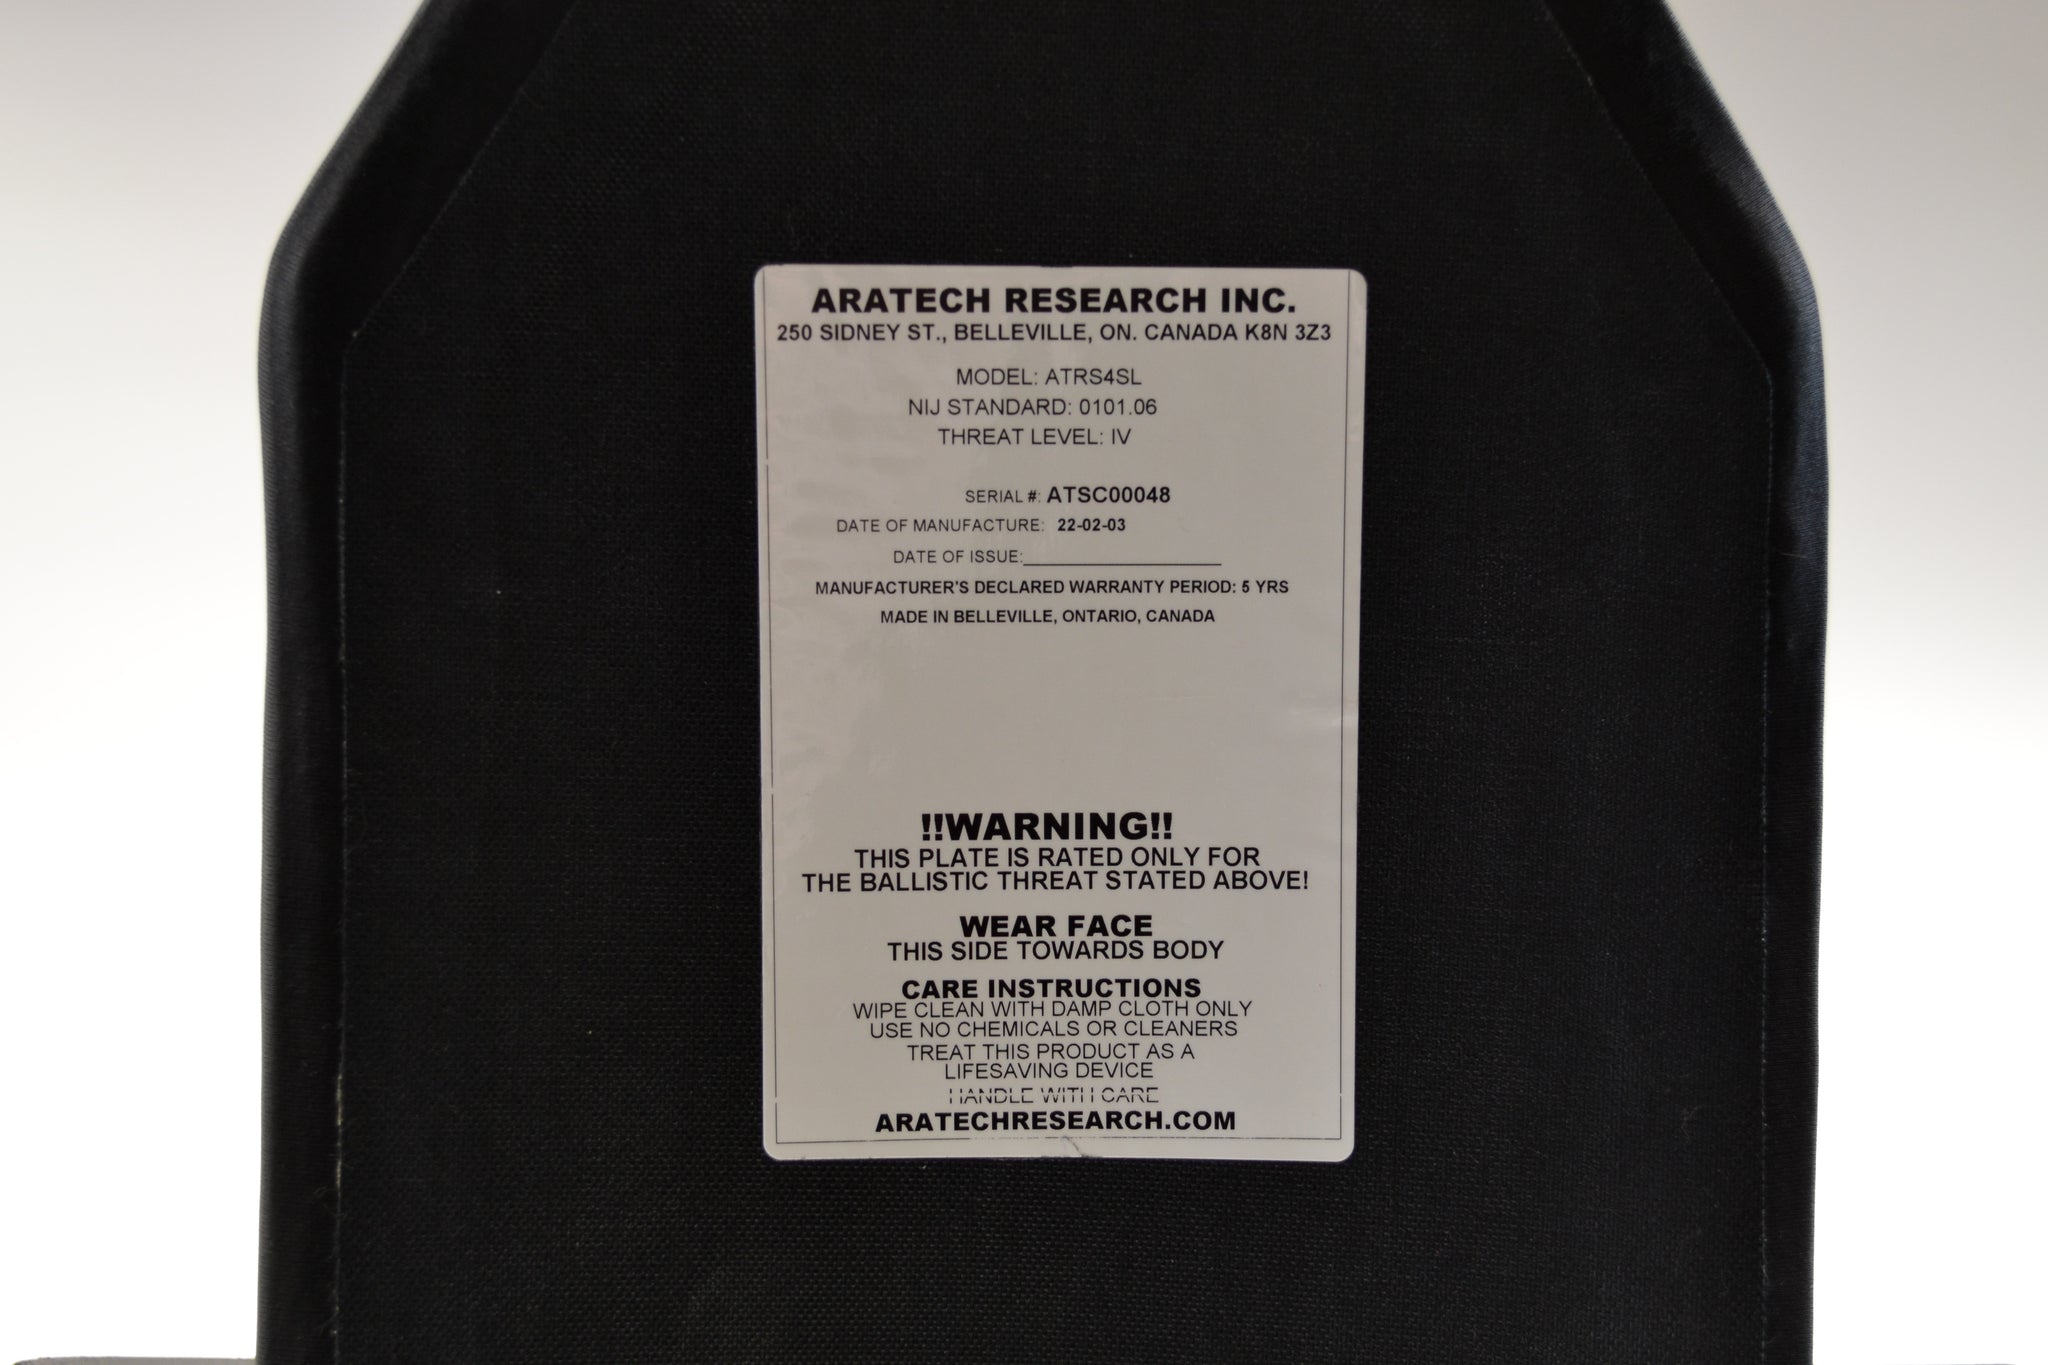 ARATECH RESEARCH INC.
250 SIDNEY ST., BELLEVILLE, ON. CANADA K8N 3Z3
MODEL: ATRS4SL
NIJ STANDARD: 0101.06
THREAT LEVEL: IV
SERIAL #: ATSC00048
DATE OF MANUFACTURE: 22-02-03
DATE OF ISSUE:
MANUFACTURER'S DECLARED WARRANTY PERIOD: 5 YRS
MADE IN BELLEVILLE, ONTARIO, CANADA
!!WARNING!!
THIS PLATE IS RATED ONLY FOR
THE BALLISTIC THREAT STATED ABOVE!
WEAR FACE
THIS SIDE TOWARDS BODY
CARE INSTRUCTIONS
WIPE CLEAN WITH DAMP CLOTH ONLY
USE NO CHEMICALS OR CLEANERS
TREAT THIS PRODUCT AS A
LIFESAVING DEVICE
HANDLE WITH CARE
ARATECHRESEARCH.COM